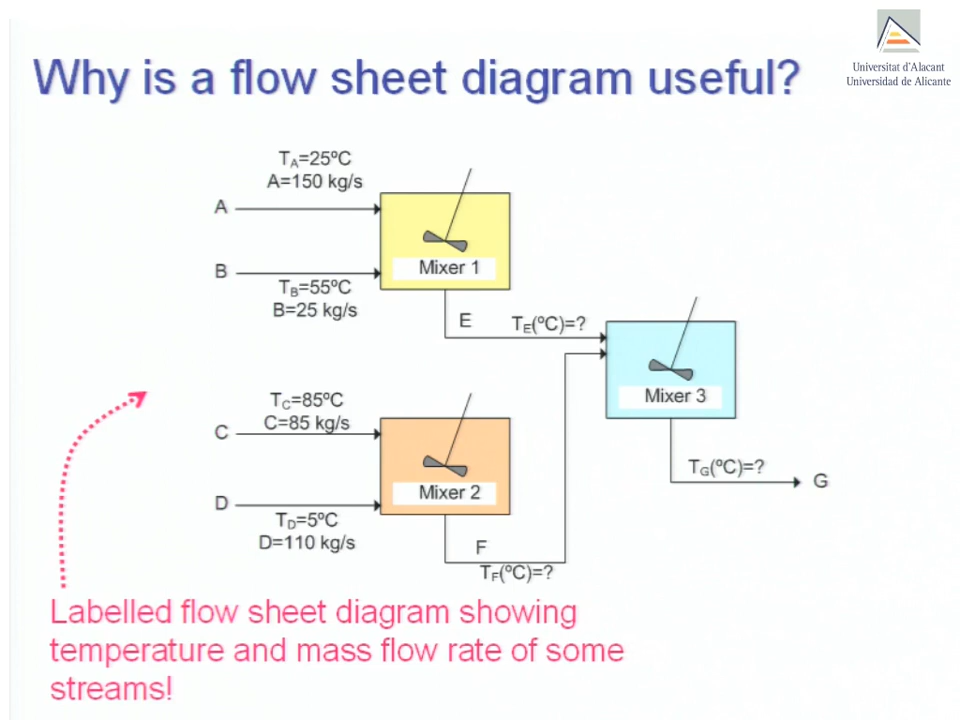 Universitat d'Alacant
Universidad de Alicante
Why is a flow sheet diagram useful?
TA=25ºC
A=150 kg/s
A
B
TB=55ºC
B=25 kg/s
Mixer 1
E
TE(ºC)=?
Mixer 3
TC=85ºC
C=85 kg/s
C
D
TD=5ºC
D=110 kg/s
Mixer 2
F
TF(ºC)=?
TG(ºC)=?
G
Labelled flow sheet diagram showing
temperature and mass flow rate of some
streams!